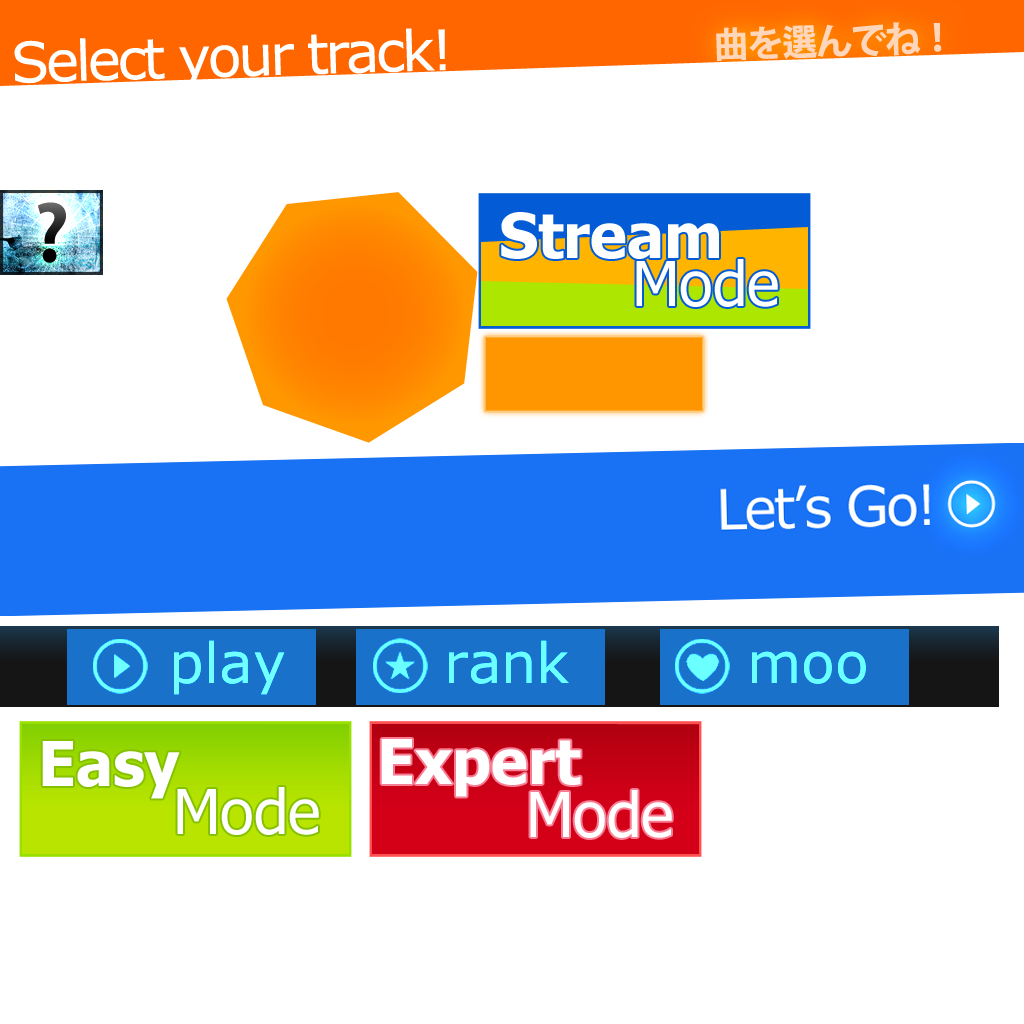 Select your track!
曲を選んでね！
?
Stream
Mode
Let's Go!
play
rank
moo
Easy
Mode
Expert
Mode